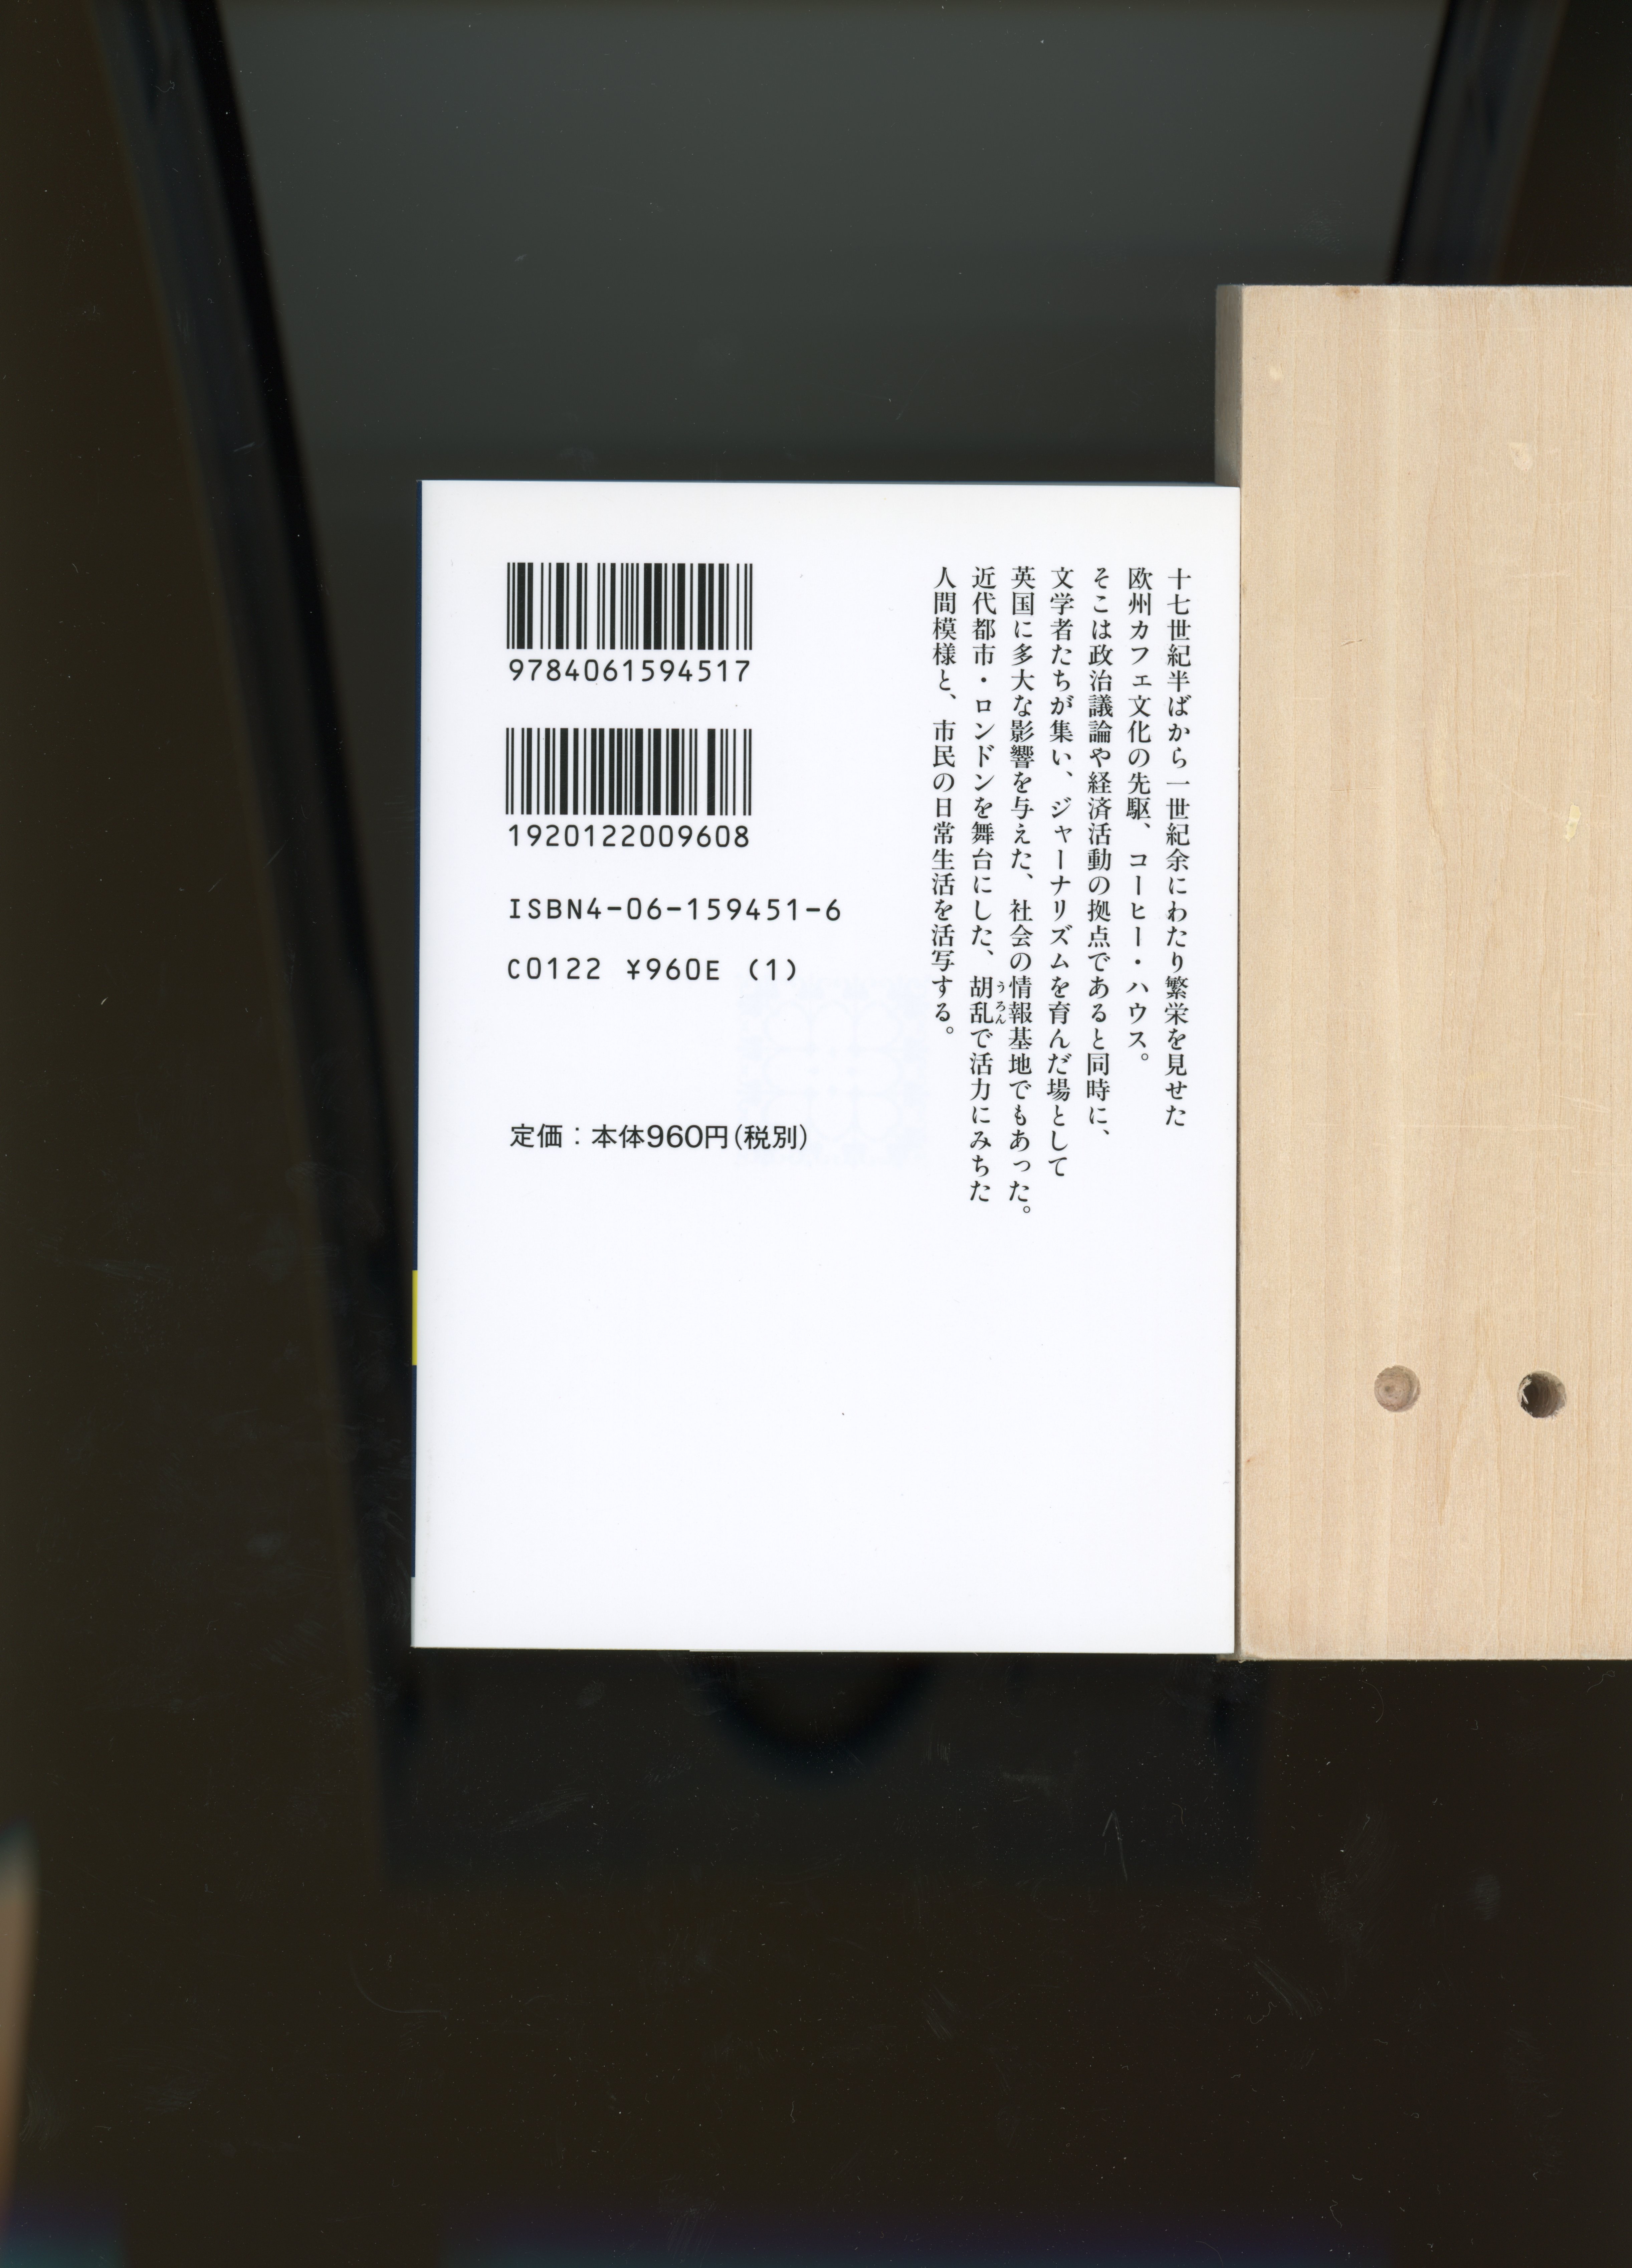 十七世紀半ばから一世紀余にわたり繁栄を見せた
欧州カフェ文化の先駆、コーヒー・ハウス。
そこは政治議論や経済活動の拠点であると同時に、
文学者たちが集い、ジャーナリズムを育んだ場として
英国に多大な影響を与えた、社会の情報基地でもあった。
近代都市・ロンドンを舞台にした、胡乱で活力にみちた
うろん
人間模様と、市民の日常生活を活写する。
9784061594517
1920122009608
ISBN4-06-159451-6
C0122 ¥960E (1)
定価：本体960円（税別）